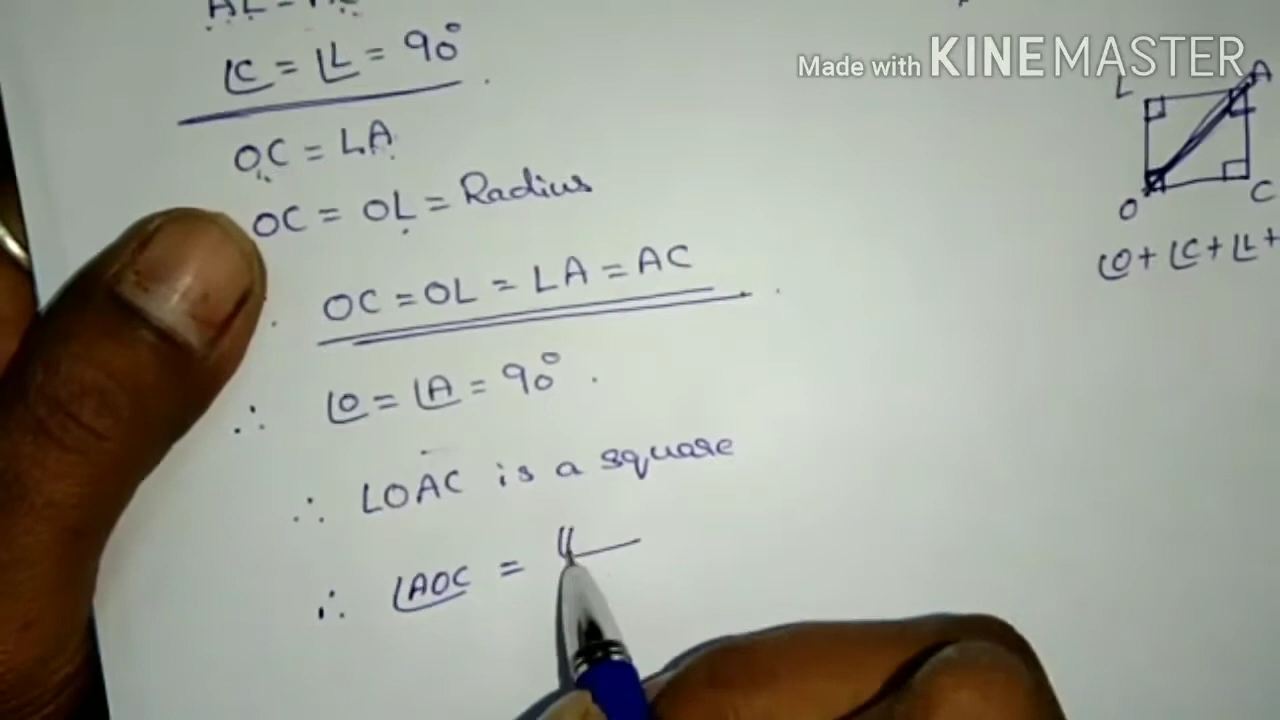 ∠C = ∠L = 90°
OC = LA
OC = OL = Radius
OC = OL = LA = AC
∴ ∠O = ∠A = 90°.
∴ LOAC is a square
∴ ∠AOC =
Made with KINEMASTER
L A
O C
∠O + ∠C + ∠L +